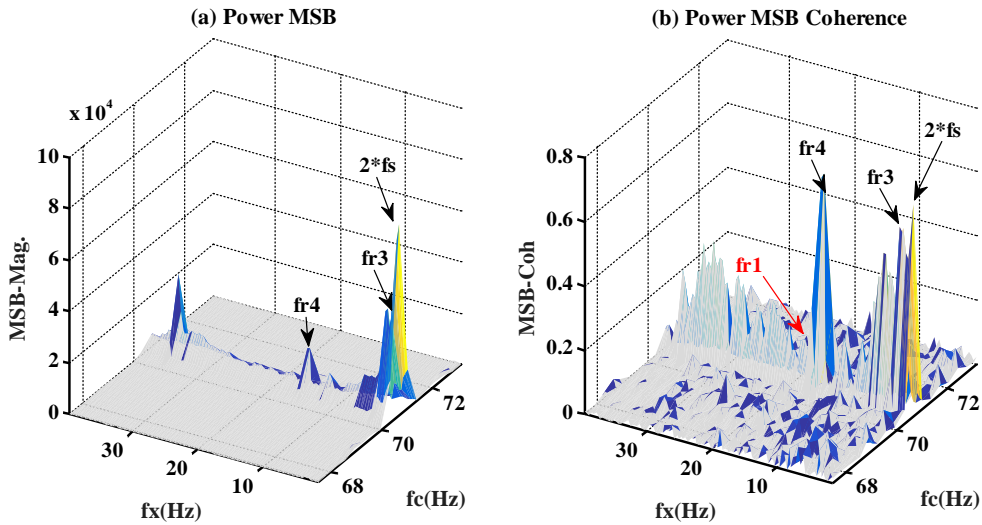 (a) Power MSB
x 10^4
10
8
6
4
2
0
MSB-Mag.
2*fs
fr3
fr4
30
20
10
fx(Hz)
68
70
72
fc(Hz)
(b) Power MSB Coherence
0.8
0.6
0.4
0.2
0
MSB-Coh
fr4
2*fs
fr3
fr1
30
20
10
fx(Hz)
68
70
72
fc(Hz)